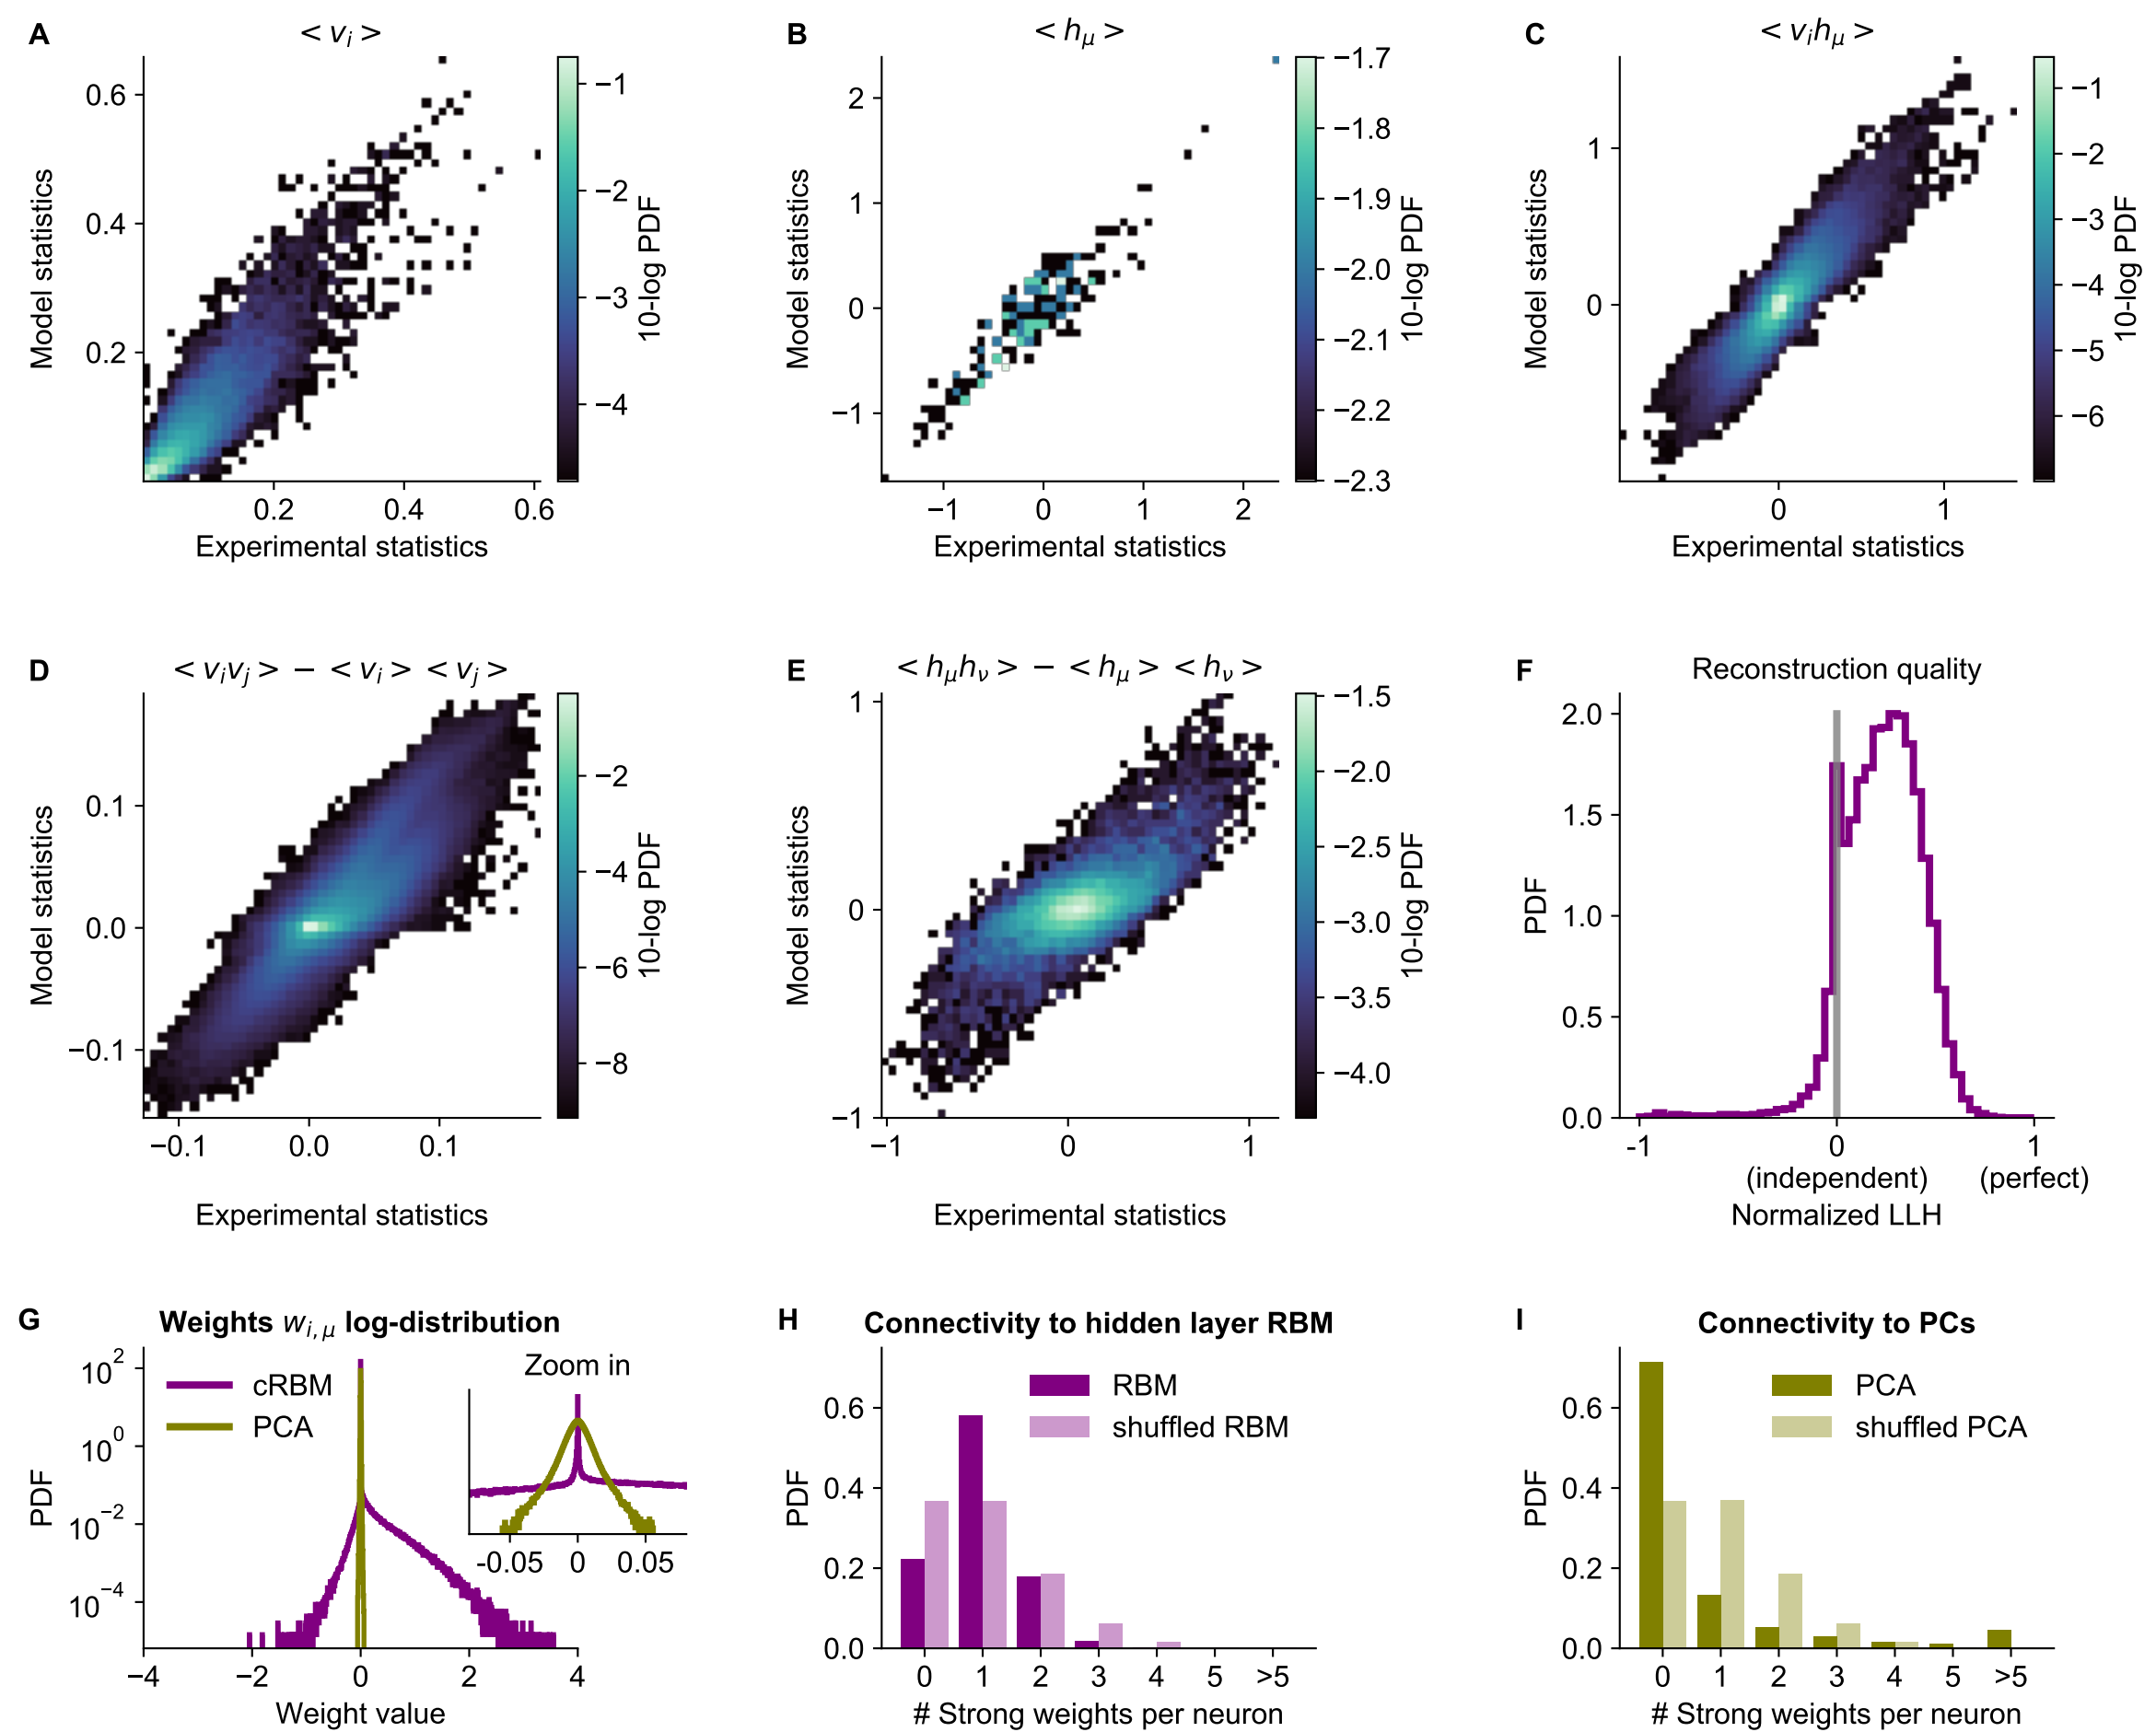 A
< v_i >
0.6
0.4
0.2
0.2
0.4
0.6
Model statistics
Experimental statistics
−1
−2
−3
−4
10-log PDF
B
< h_μ >
2
1
0
−1
−1
0
1
2
Model statistics
Experimental statistics
−1.7
−1.8
−1.9
−2.0
−2.1
−2.2
−2.3
10-log PDF
C
< v_i h_μ >
1
0
0
1
Model statistics
Experimental statistics
−1
−2
−3
−4
−5
−6
10-log PDF
D
< v_i v_j > − < v_i > < v_j >
0.1
0.0
−0.1
−0.1
0.0
0.1
Model statistics
Experimental statistics
−2
−4
−6
−8
10-log PDF
E
< h_μ h_ν > − < h_μ > < h_ν >
1
0
−1
−1
0
1
Model statistics
Experimental statistics
−1.5
−2.0
−2.5
−3.0
−3.5
−4.0
10-log PDF
F
Reconstruction quality
2.0
1.5
1.0
0.5
0.0
PDF
-1
0
1
(independent)
(perfect)
Normalized LLH
G
Weights w_{i,μ} log-distribution
cRBM
PCA
10^2
10^0
10^−2
10^−4
PDF
−4
−2
0
2
4
Weight value
Zoom in
-0.05
0
0.05
H
Connectivity to hidden layer RBM
RBM
shuffled RBM
0.6
0.4
0.2
0.0
PDF
0
1
2
3
4
5
>5
# Strong weights per neuron
I
Connectivity to PCs
PCA
shuffled PCA
0.6
0.4
0.2
0.0
PDF
0
1
2
3
4
5
>5
# Strong weights per neuron